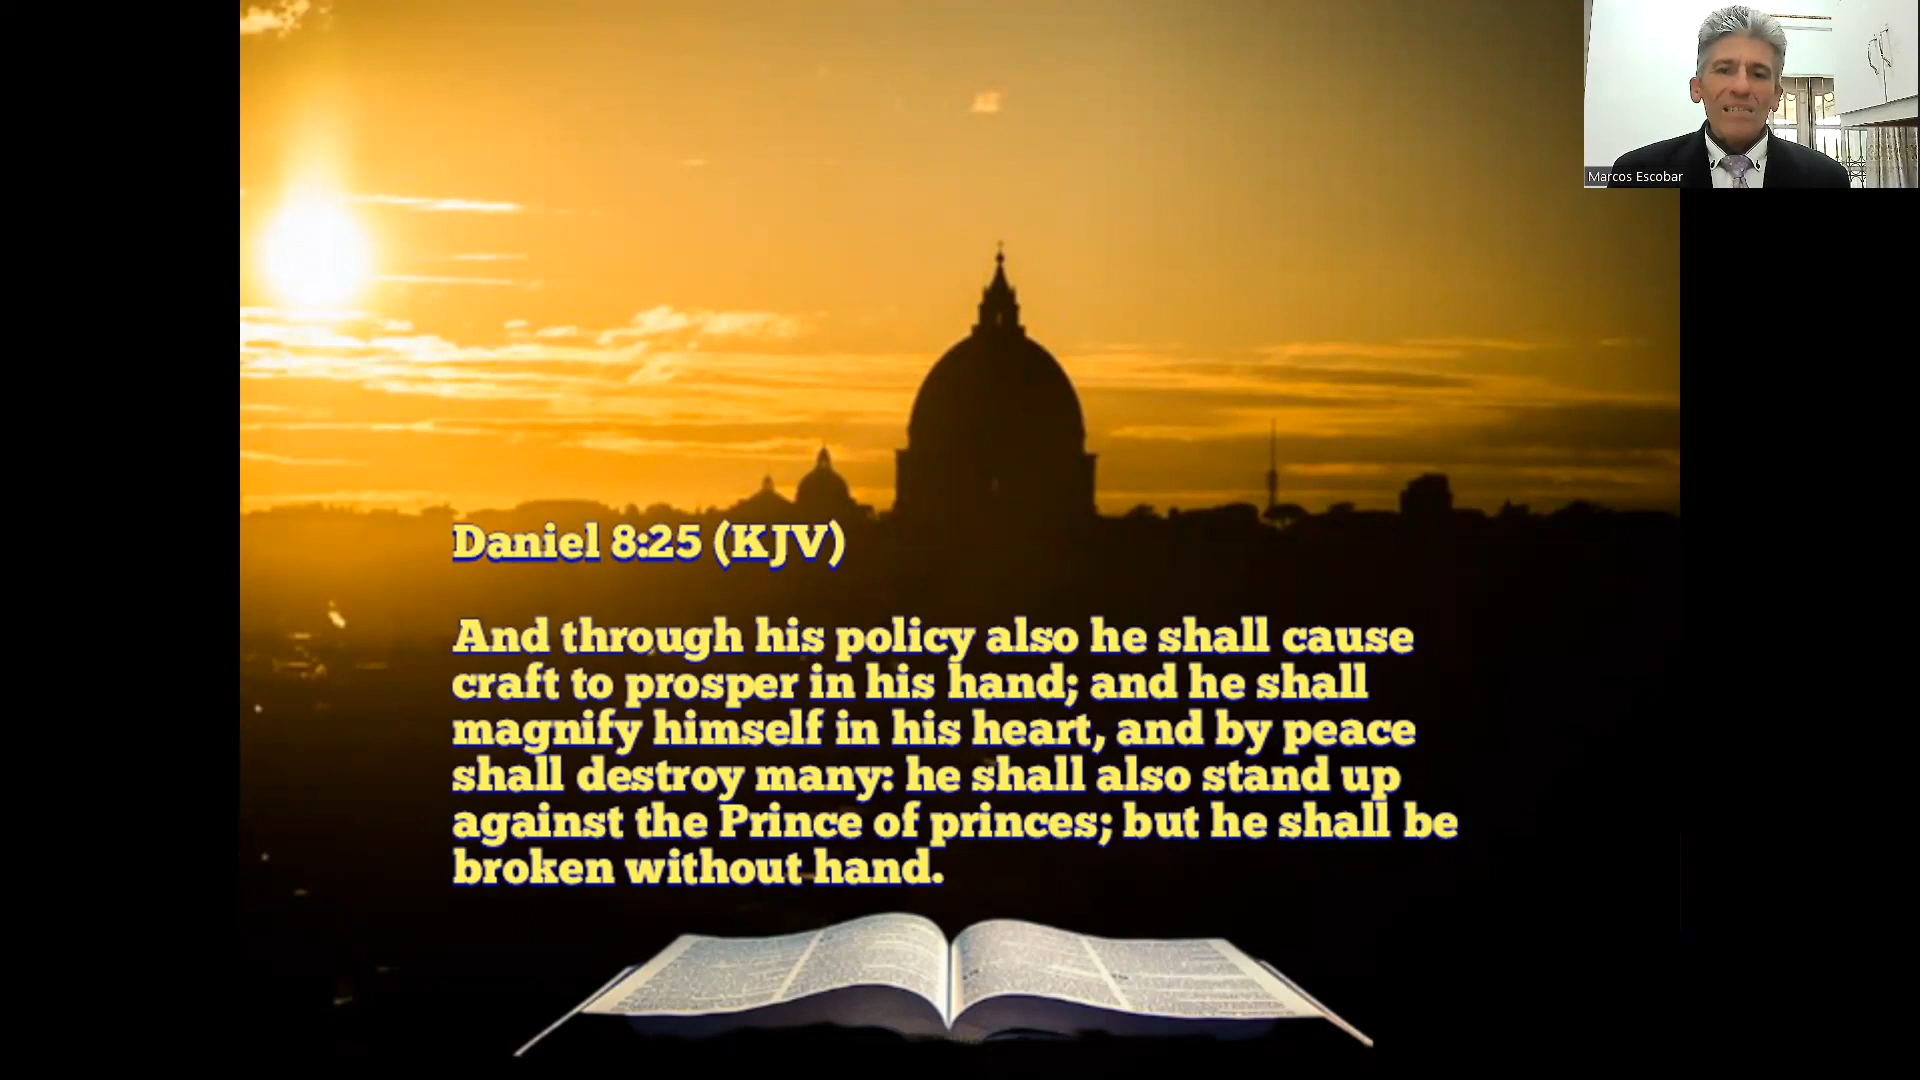 Marcos Escobar
Daniel 8:25 (KJV)
And through his policy also he shall cause
craft to prosper in his hand; and he shall
magnify himself in his heart, and by peace
shall destroy many: he shall also stand up
against the Prince of princes; but he shall be
broken without hand.